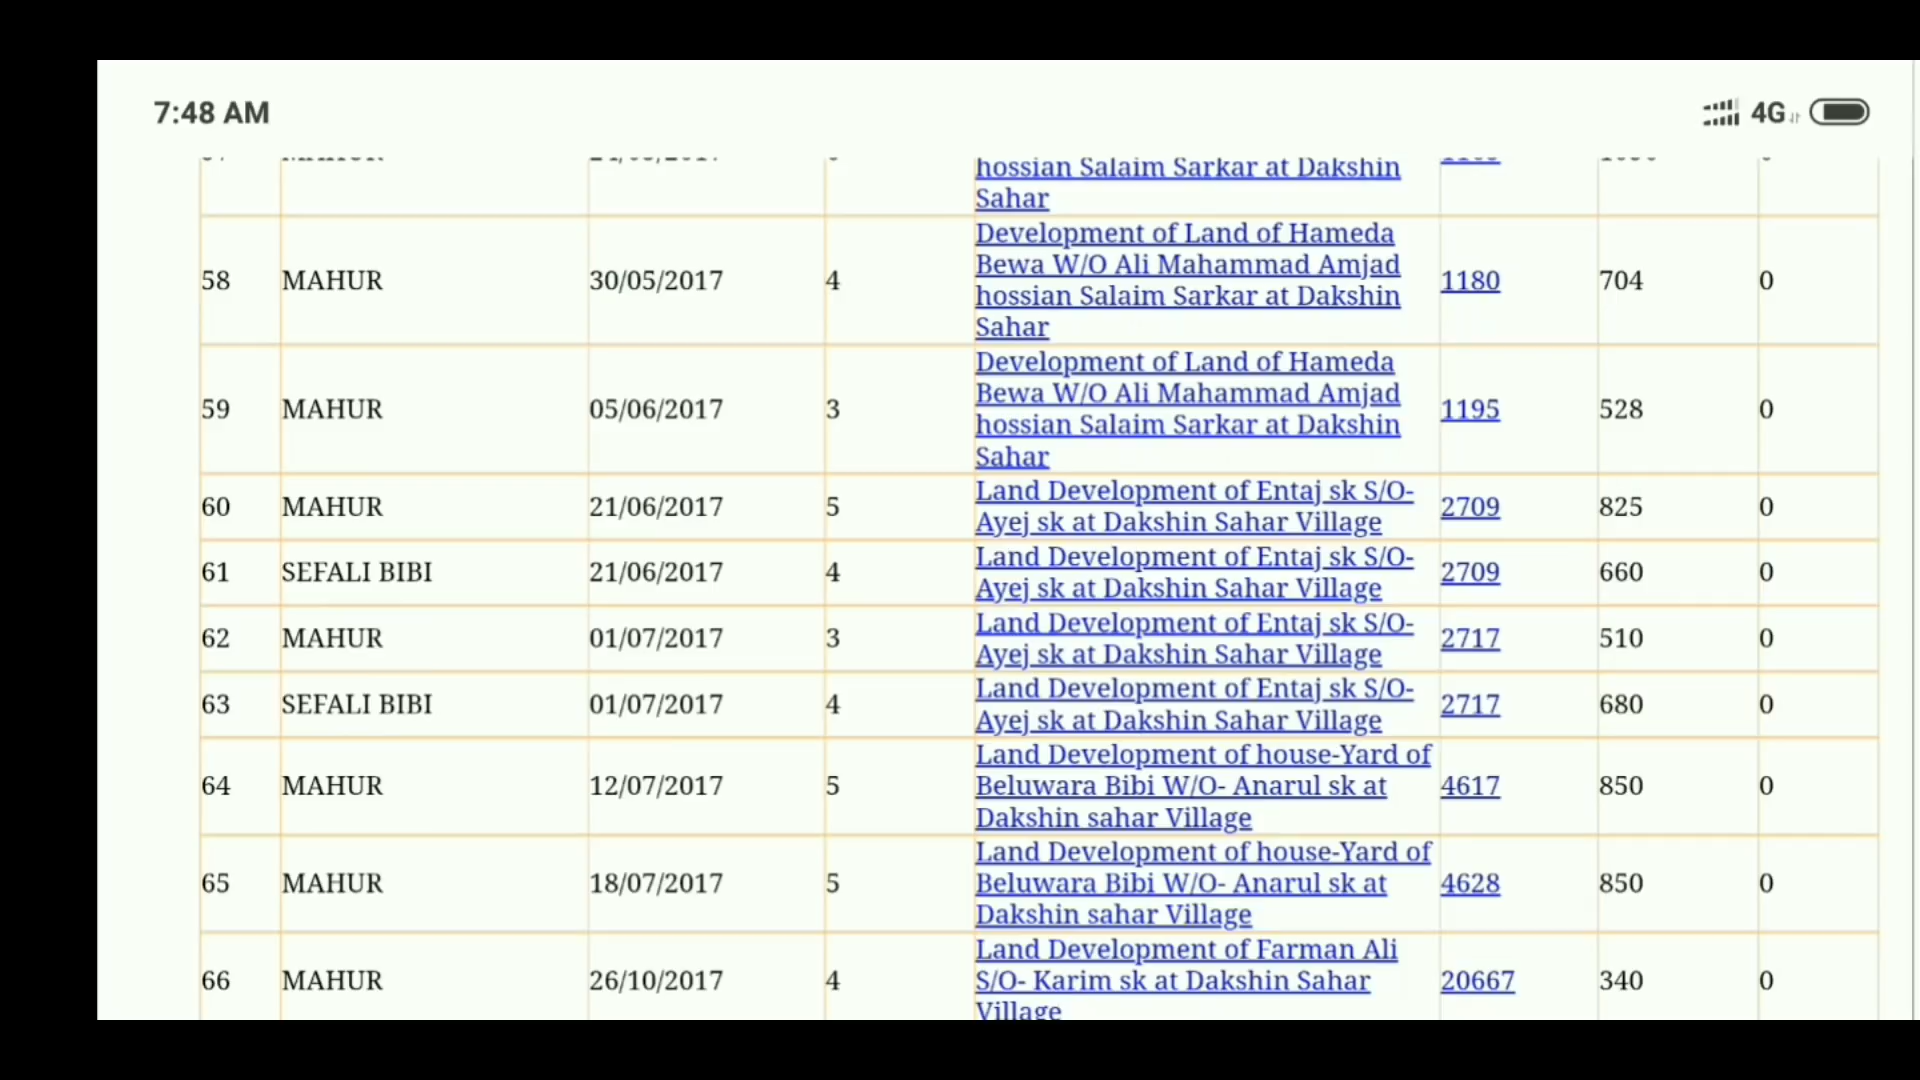 7:48 AM
4G
hossian Salaim Sarkar at Dakshin
Sahar
58 MAHUR 30/05/2017 4 Development of Land of Hameda
Bewa W/O Ali Mahammad Amjad
hossian Salaim Sarkar at Dakshin
Sahar 1180 704 0
59 MAHUR 05/06/2017 3 Development of Land of Hameda
Bewa W/O Ali Mahammad Amjad
hossian Salaim Sarkar at Dakshin
Sahar 1195 528 0
60 MAHUR 21/06/2017 5 Land Development of Entaj sk S/O-
Ayej sk at Dakshin Sahar Village 2709 825 0
61 SEFALI BIBI 21/06/2017 4 Land Development of Entaj sk S/O-
Ayej sk at Dakshin Sahar Village 2709 660 0
62 MAHUR 01/07/2017 3 Land Development of Entaj sk S/O-
Ayej sk at Dakshin Sahar Village 2717 510 0
63 SEFALI BIBI 01/07/2017 4 Land Development of Entaj sk S/O-
Ayej sk at Dakshin Sahar Village 2717 680 0
64 MAHUR 12/07/2017 5 Land Development of house-Yard of
Beluwara Bibi W/O- Anarul sk at
Dakshin sahar Village 4617 850 0
65 MAHUR 18/07/2017 5 Land Development of house-Yard of
Beluwara Bibi W/O- Anarul sk at
Dakshin sahar Village 4628 850 0
66 MAHUR 26/10/2017 4 Land Development of Farman Ali
S/O- Karim sk at Dakshin Sahar
Village 20667 340 0